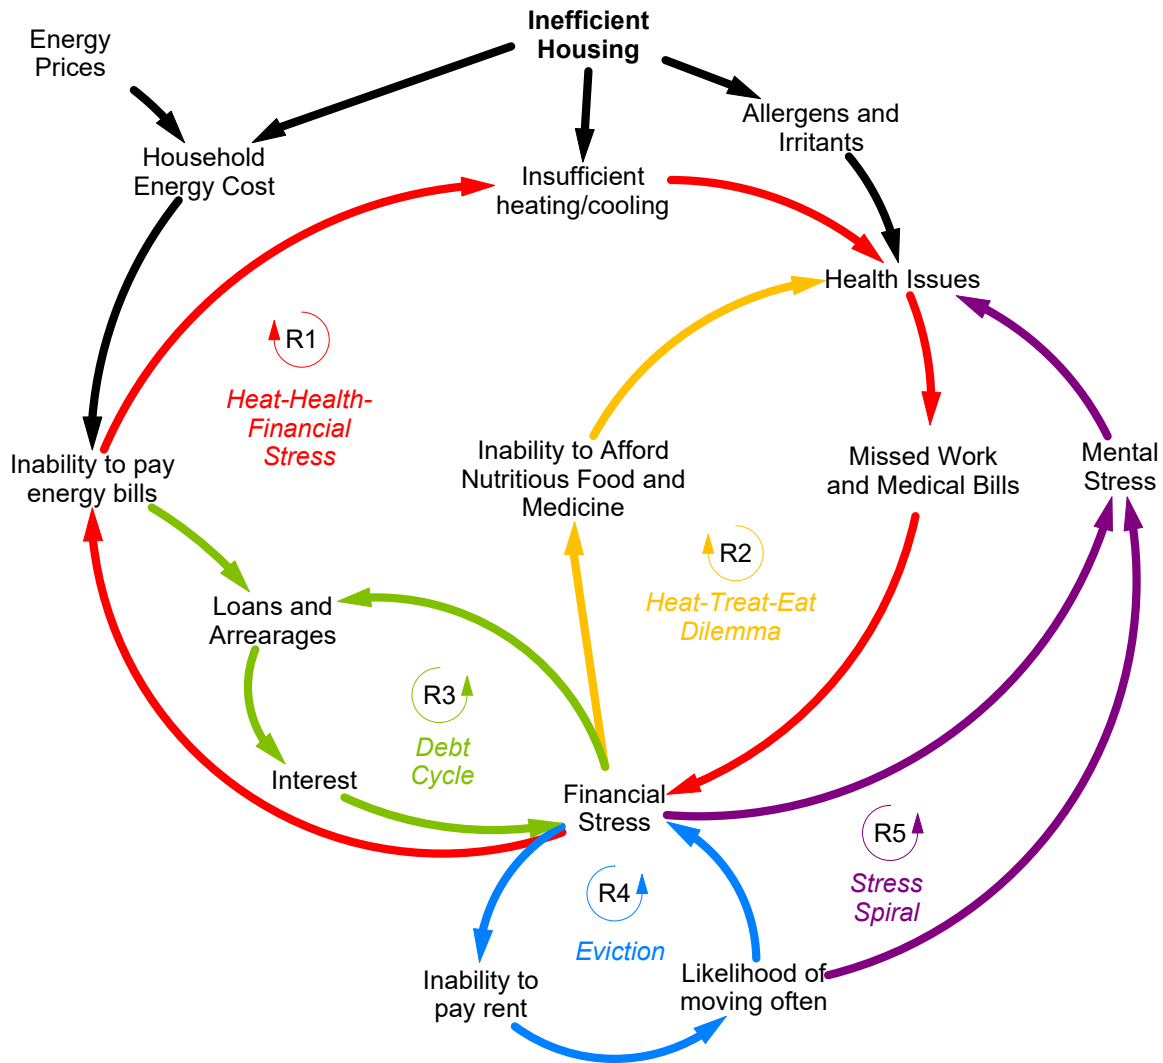 Inefficient
Housing
Energy
Prices
Allergens and
Irritants
Household
Energy Cost
Insufficient
heating/cooling
Health Issues
R1
Heat-Health-
Financial
Stress
Inability to pay
energy bills
Inability to Afford
Nutritious Food and
Medicine
Missed Work
and Medical Bills
Mental
Stress
R2
Heat-Treat-Eat
Dilemma
Loans and
Arrearages
R3
Debt
Cycle
Interest
Financial
Stress
R5
Stress
Spiral
R4
Eviction
Inability to
pay rent
Likelihood of
moving often